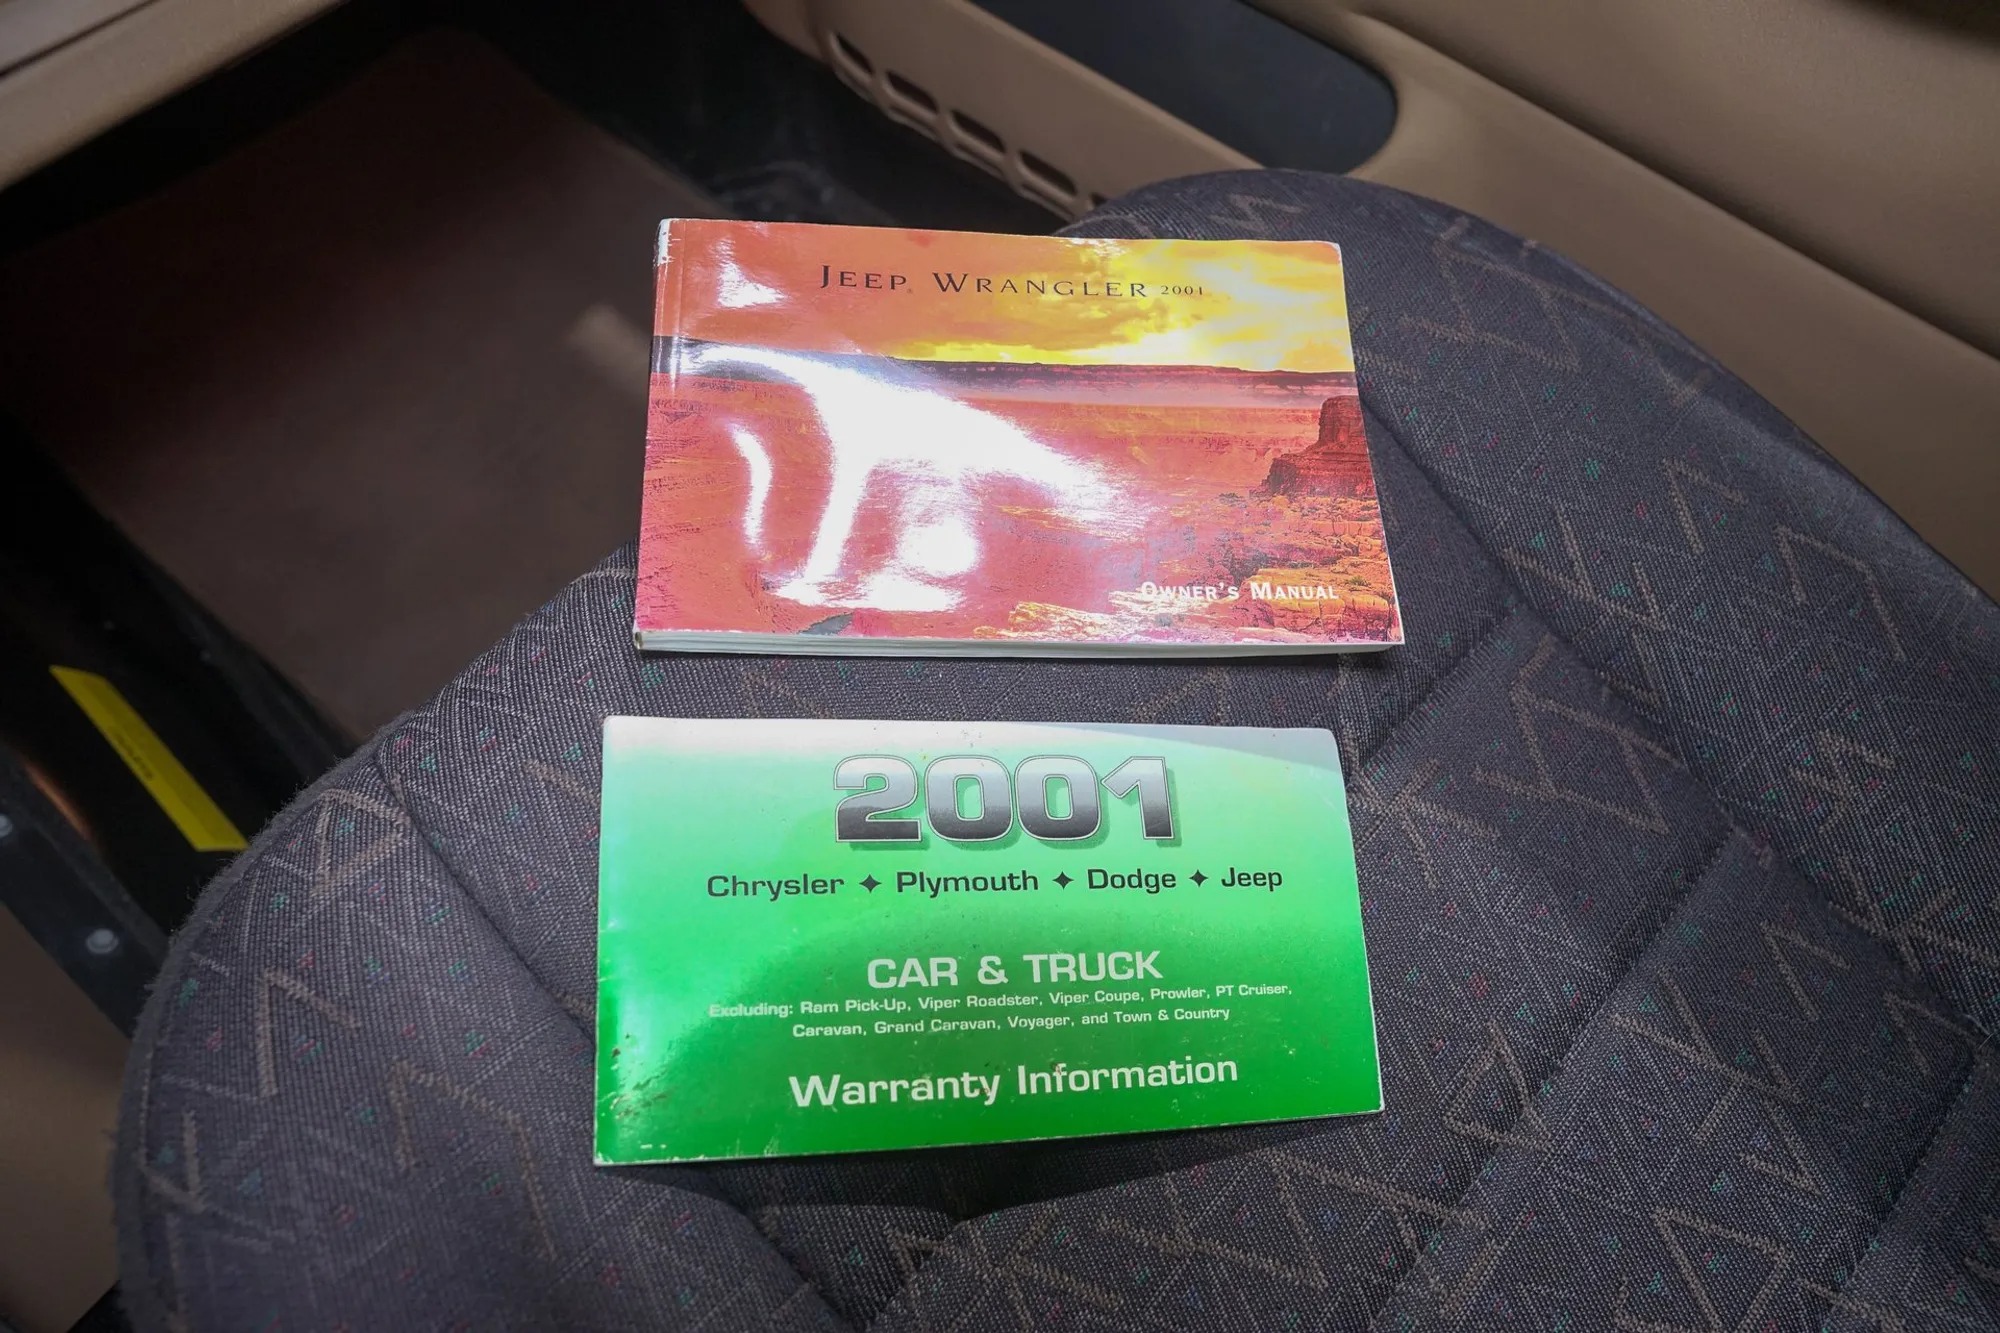 JEEP® WRANGLER 2001
OWNER'S MANUAL
2001
Chrysler ✦ Plymouth ✦ Dodge ✦ Jeep
CAR & TRUCK
Excluding: Ram Pick-Up, Viper Roadster, Viper Coupe, Prowler, PT Cruiser,
Caravan, Grand Caravan, Voyager, and Town & Country
Warranty Information